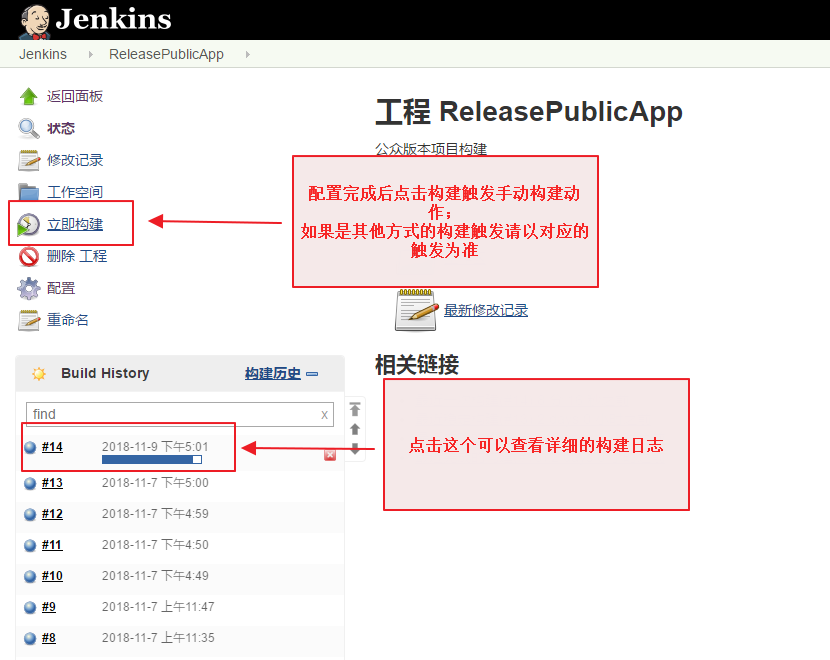 Jenkins
Jenkins ReleasePublicApp
返回面板
状态
修改记录
工作空间
立即构建
删除 工程
配置
重命名
工程 ReleasePublicApp
公众版本项目构建
配置完成后点击构建触发手动构建动
作；
如果是其他方式的构建触发请以对应的
触发为准
最新修改记录
相关链接
点击这个可以查看详细的构建日志
Build History 构建历史
find x
#14 2018-11-9 下午5:01
#13 2018-11-7 下午5:00
#12 2018-11-7 下午4:59
#11 2018-11-7 下午4:50
#10 2018-11-7 下午4:49
#9 2018-11-7 上午11:47
#8 2018-11-7 上午11:35